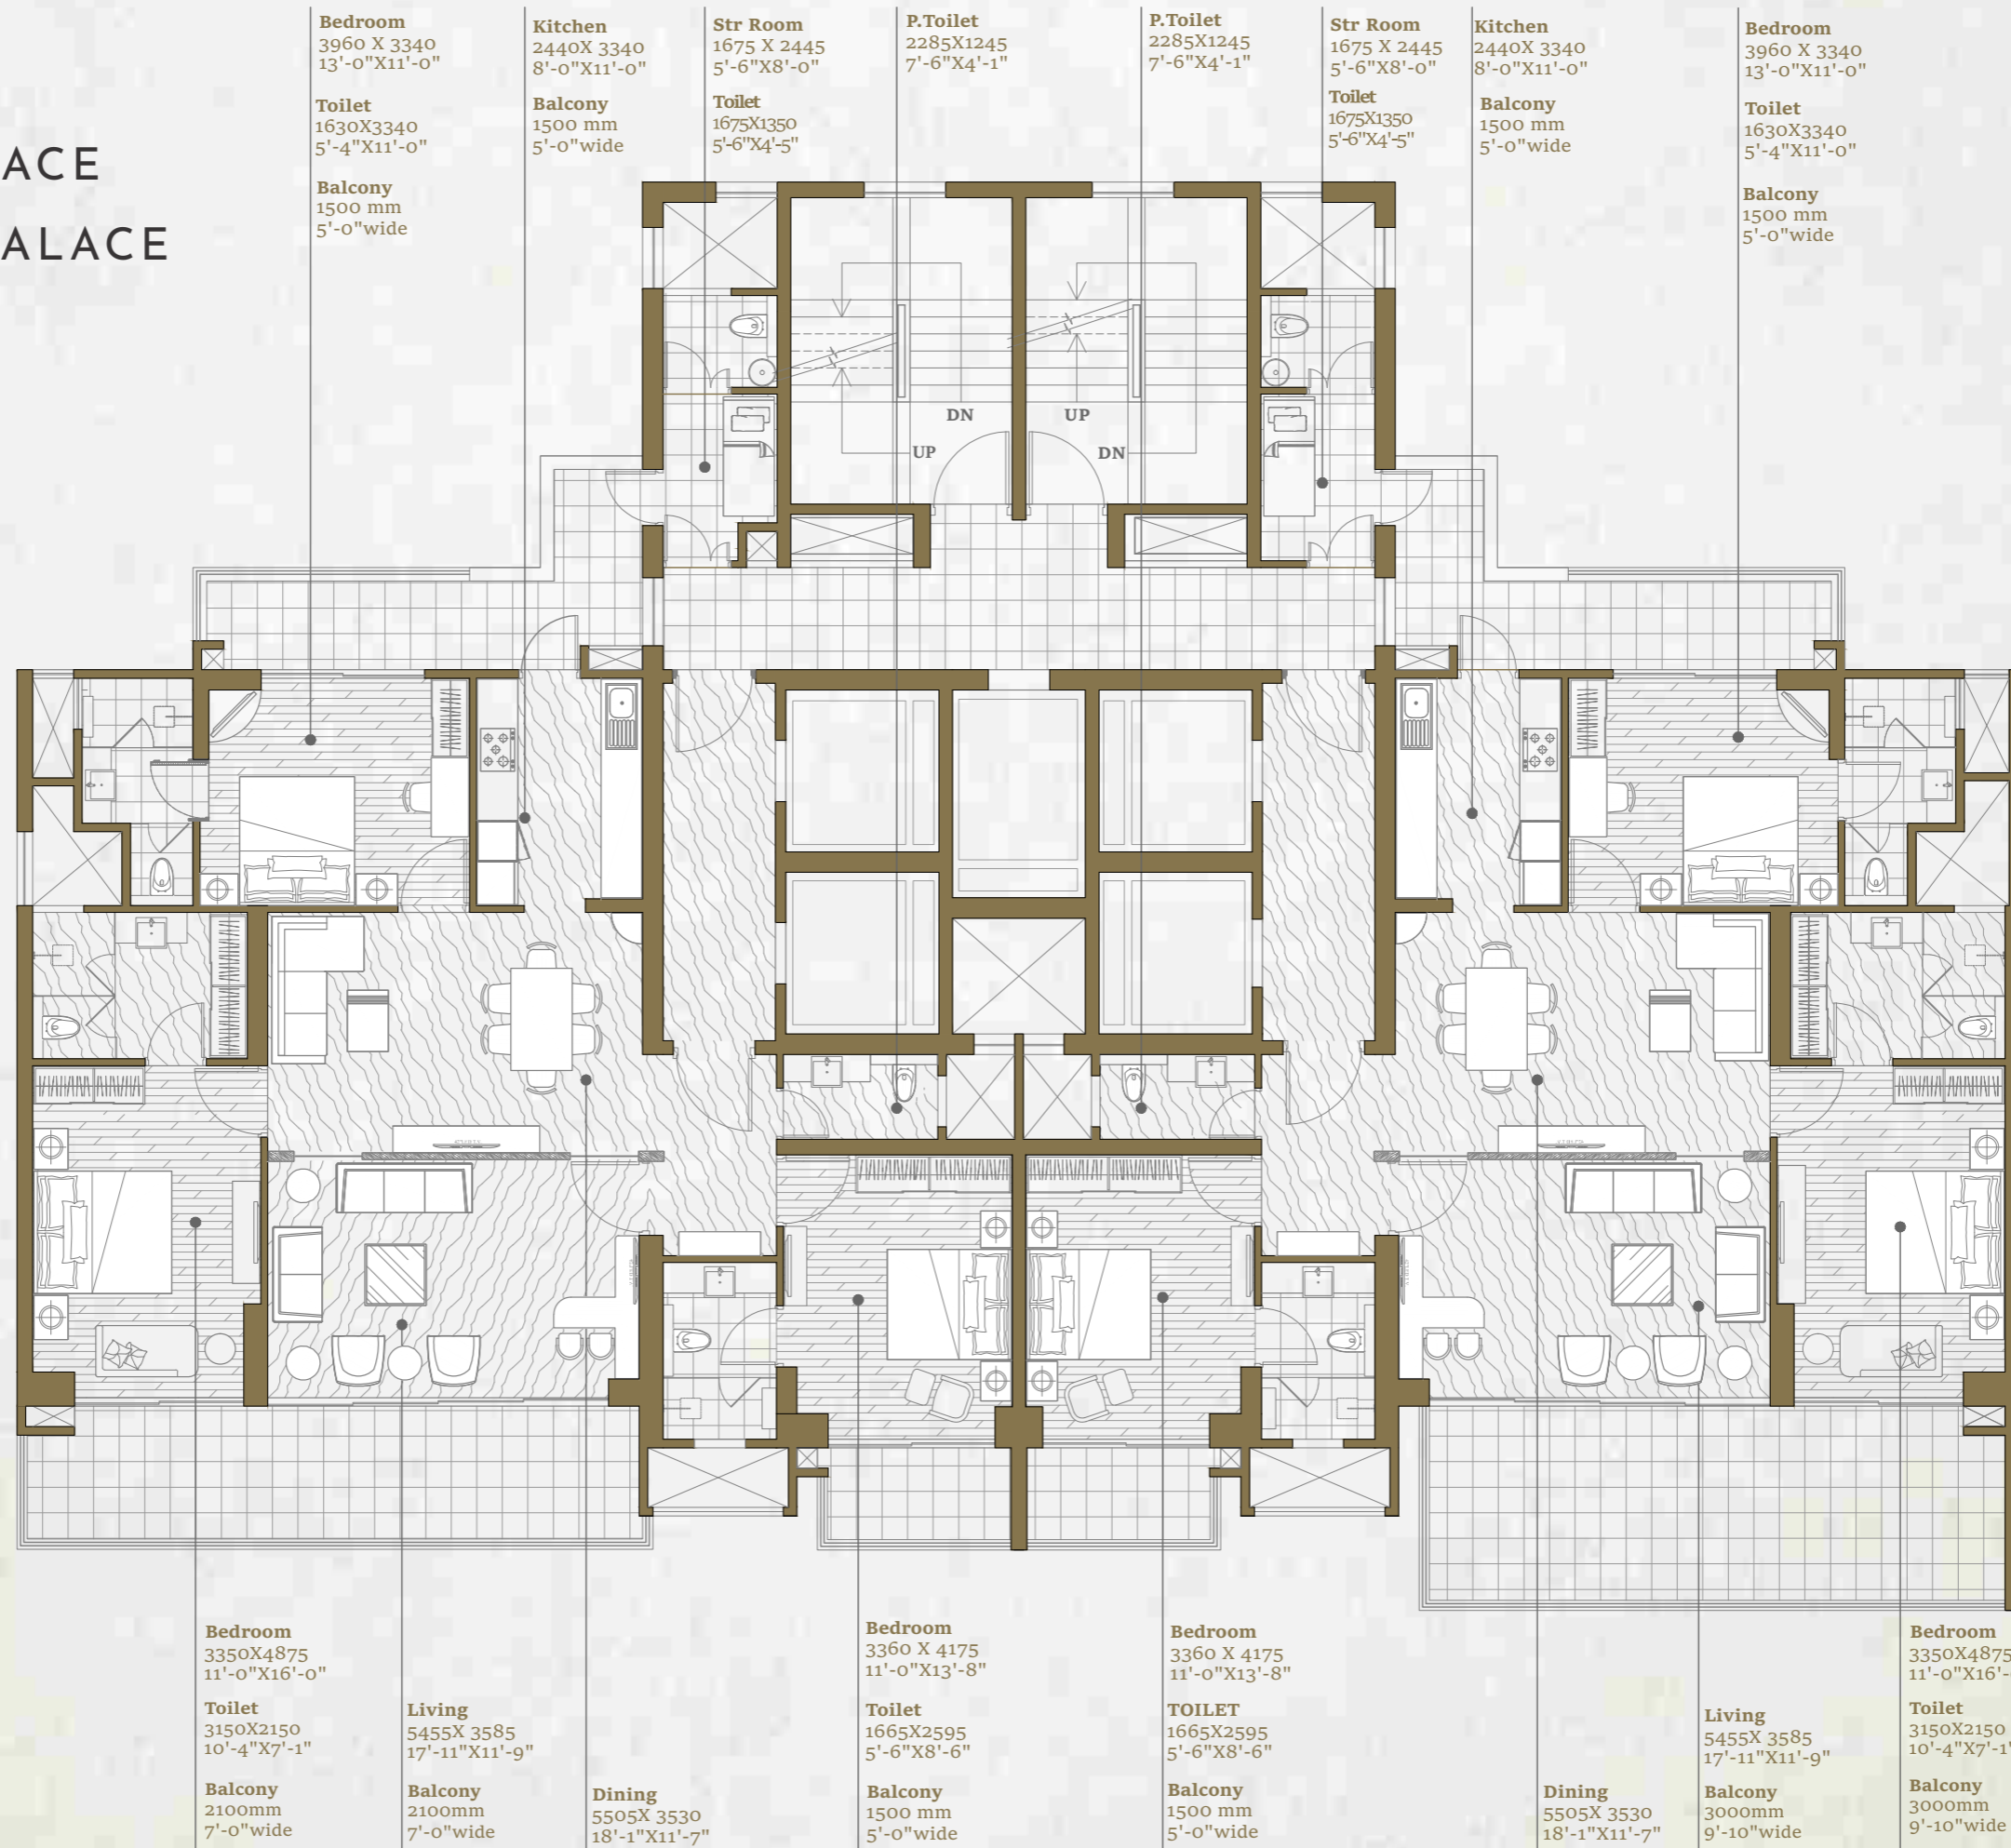 ACE
ALACE
Bedroom
3960 X 3340
13'-0"X11'-0"
Toilet
1630X3340
5'-4"X11'-0"
Balcony
1500 mm
5'-0"wide
Kitchen
2440X 3340
8'-0"X11'-0"
Balcony
1500 mm
5'-0"wide
Str Room
1675 X 2445
5'-6"X8'-0"
Toilet
1675X1350
5'-6"X4'-5"
P.Toilet
2285X1245
7'-6"X4'-1"
P.Toilet
2285X1245
7'-6"X4'-1"
Str Room
1675 X 2445
5'-6"X8'-0"
Toilet
1675X1350
5'-6"X4'-5"
Kitchen
2440X 3340
8'-0"X11'-0"
Balcony
1500 mm
5'-0"wide
Bedroom
3960 X 3340
13'-0"X11'-0"
Toilet
1630X3340
5'-4"X11'-0"
Balcony
1500 mm
5'-0"wide
DN
UP
UP
DN
Bedroom
3350X4875
11'-0"X16'-0"
Toilet
3150X2150
10'-4"X7'-1"
Balcony
2100mm
7'-0"wide
Living
5455X 3585
17'-11"X11'-9"
Balcony
2100mm
7'-0"wide
Dining
5505X 3530
18'-1"X11'-7"
Bedroom
3360 X 4175
11'-0"X13'-8"
Toilet
1665X2595
5'-6"X8'-6"
Balcony
1500 mm
5'-0"wide
Bedroom
3360 X 4175
11'-0"X13'-8"
TOILET
1665X2595
5'-6"X8'-6"
Balcony
1500 mm
5'-0"wide
Dining
5505X 3530
18'-1"X11'-7"
Living
5455X 3585
17'-11"X11'-9"
Balcony
3000mm
9'-10"wide
Bedroom
3350X4875
11'-0"X16'-
Toilet
3150X2150
10'-4"X7'-1'
Balcony
3000mm
9'-10"wide